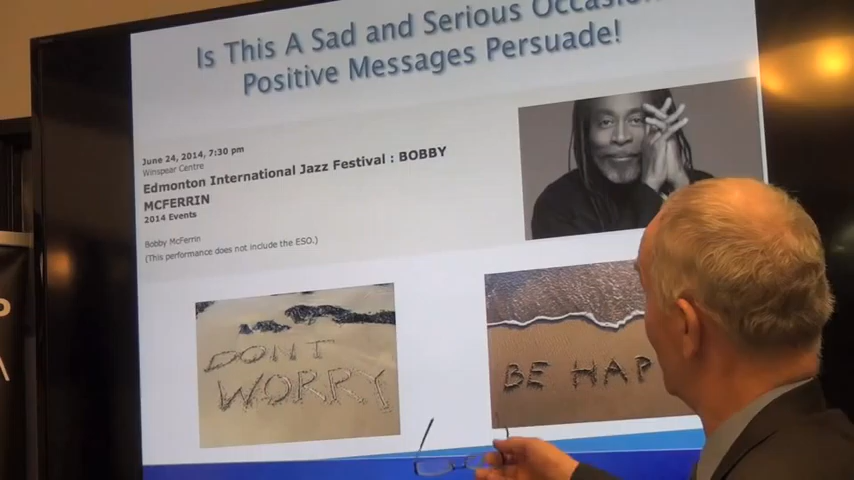 Is This A Sad and Serious Occasion
Positive Messages Persuade!
June 24, 2014, 7:30 pm
Winspear Centre
Edmonton International Jazz Festival : BOBBY
MCFERRIN
2014 Events
Bobby McFerrin
(This performance does not include the ESO.)
DON'T
WORRY
BE HAP
P
A